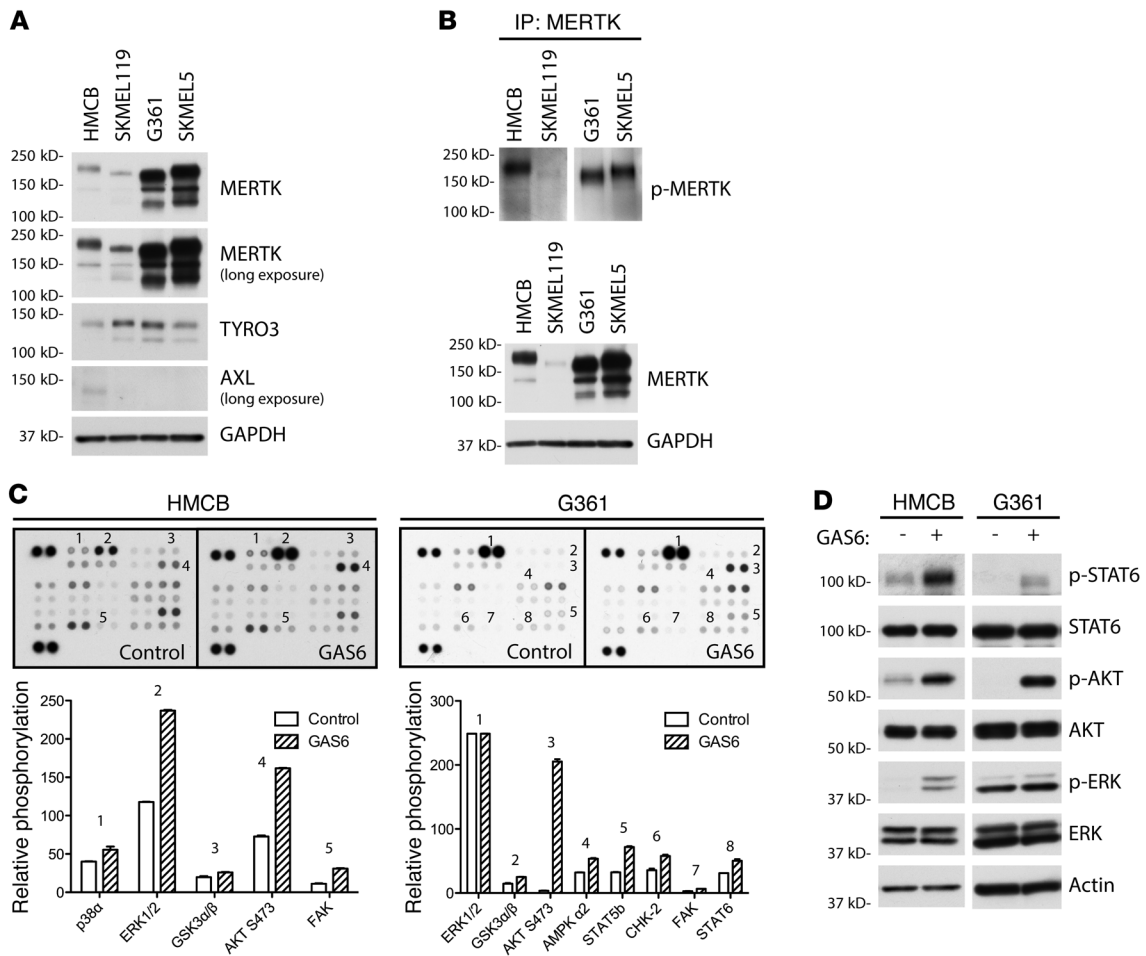 A
HMCB
SKMEL119
G361
SKMEL5
250 kD-
150 kD-
100 kD-
MERTK
250 kD-
150 kD-
100 kD-
MERTK
(long exposure)
150 kD-
100 kD-
TYRO3
150 kD-
AXL
(long exposure)
37 kD-
GAPDH
B
IP: MERTK
HMCB
SKMEL119
G361
SKMEL5
250 kD-
150 kD-
100 kD-
p-MERTK
HMCB
SKMEL119
G361
SKMEL5
250 kD-
150 kD-
100 kD-
MERTK
37 kD-
GAPDH
C
HMCB
1 2 3
4
5
Control
1 2 3
4
5
GAS6
Relative phosphorylation
250
200
150
100
50
0
1
2
3
4
5
Control
GAS6
p38α
ERK1/2
GSK3α/β
AKT S473
FAK
G361
1
2
3
4
5
6 7 8
Control
1
2
3
4
5
6 7 8
GAS6
Relative phosphorylation
300
200
100
0
1
2
3
4
5
6
7
8
Control
GAS6
ERK1/2
GSK3α/β
AKT S473
AMPK α2
STAT5b
CHK-2
FAK
STAT6
D
HMCB G361
GAS6: - + - +
100 kD-
p-STAT6
100 kD-
STAT6
50 kD-
p-AKT
50 kD-
AKT
37 kD-
p-ERK
37 kD-
ERK
37 kD-
Actin